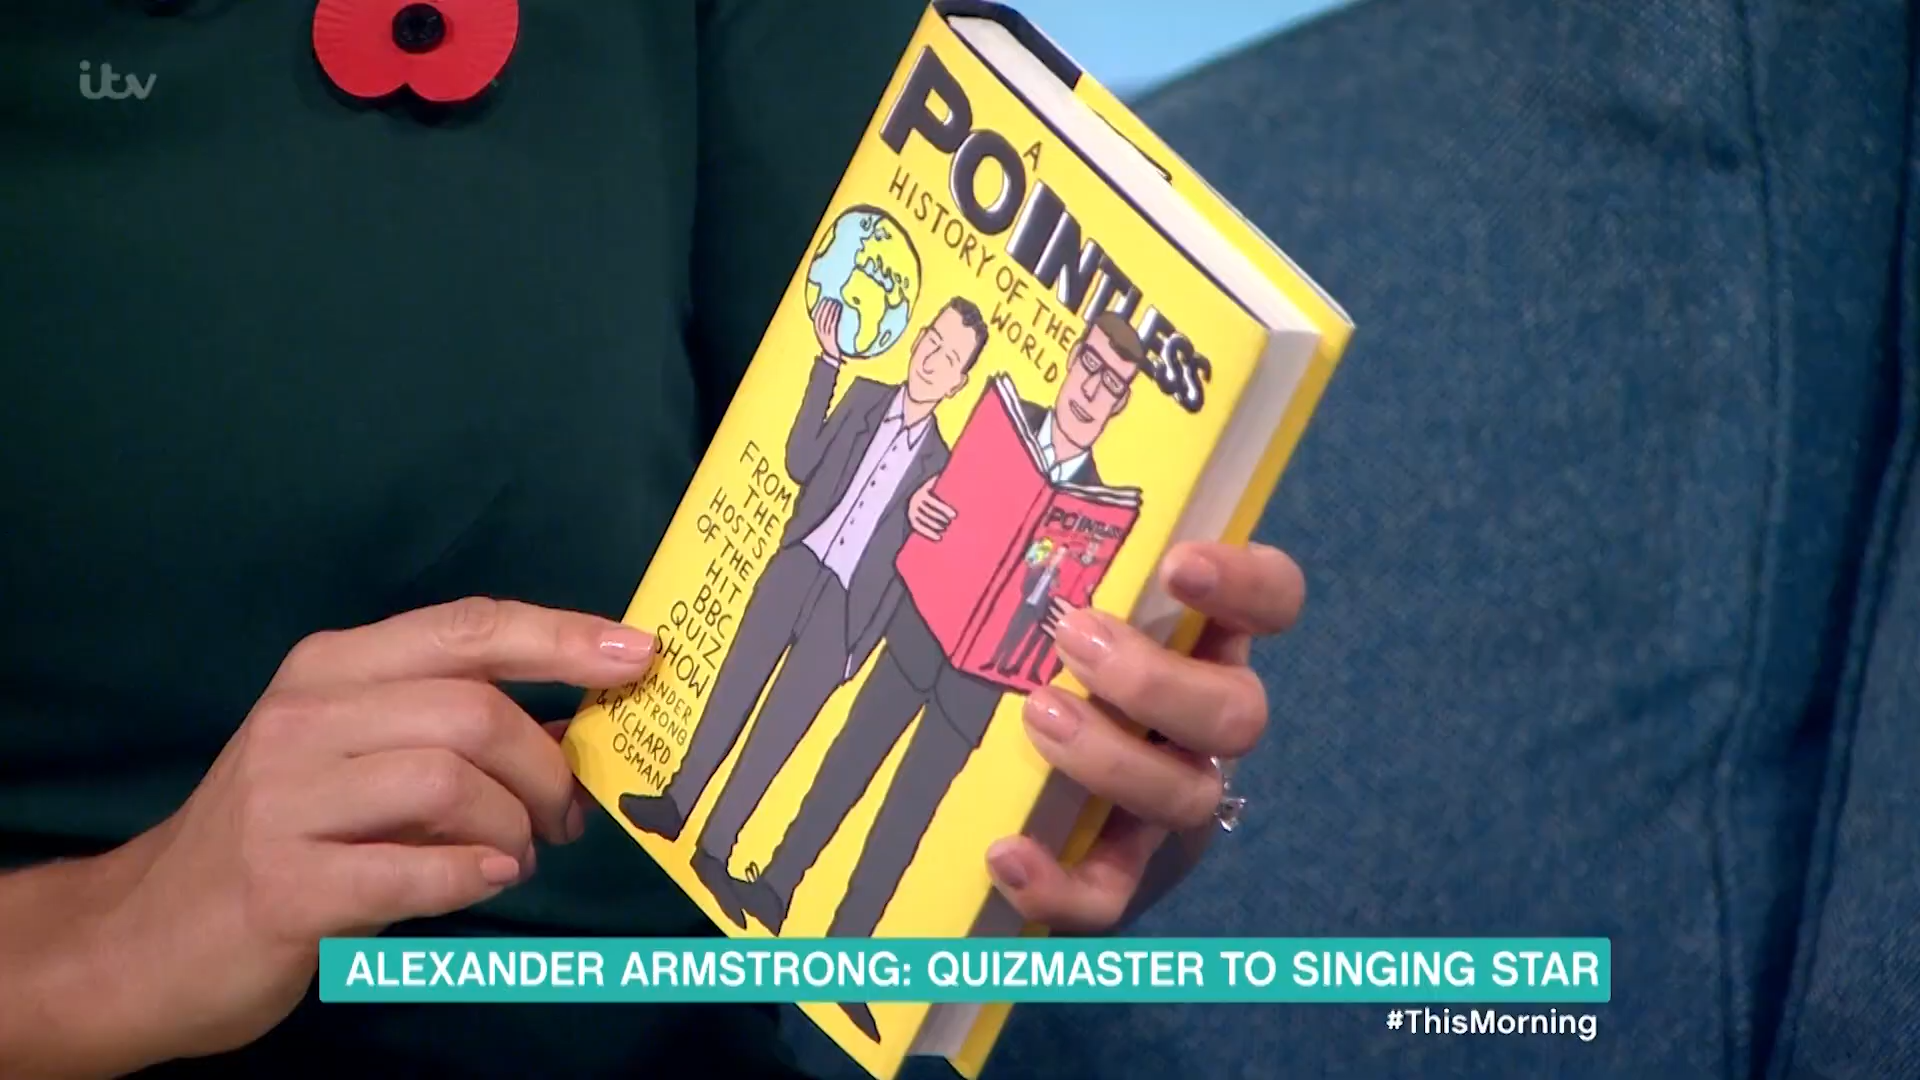 itv
A
POINTLESS
HISTORY OF THE
WORLD
FROM
THE
HOSTS
OF THE
HIT
BBC
QUIZ
SHOW
& RICHARD
OSMAN
POINTLESS
ALEXANDER ARMSTRONG: QUIZMASTER TO SINGING STAR
#ThisMorning